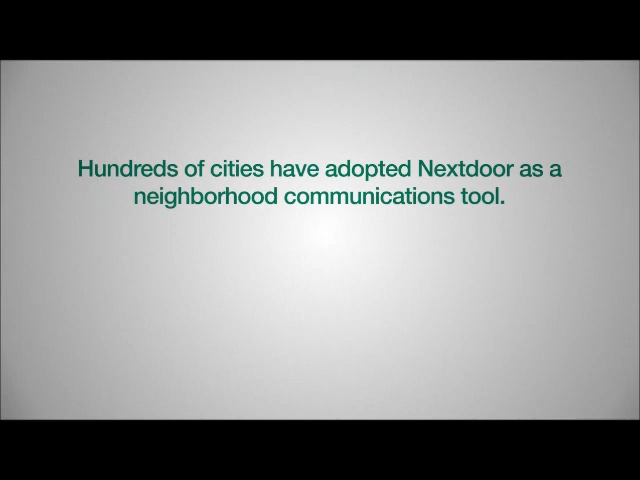 Hundreds of cities have adopted Nextdoor as a
neighborhood communications tool.